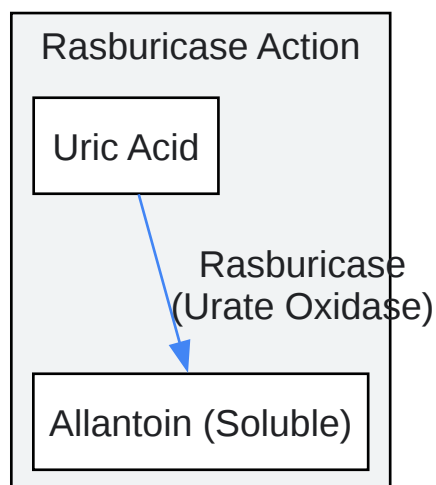 Rasburicase Action
Uric Acid
Rasburicase
(Urate Oxidase)
Allantoin (Soluble)